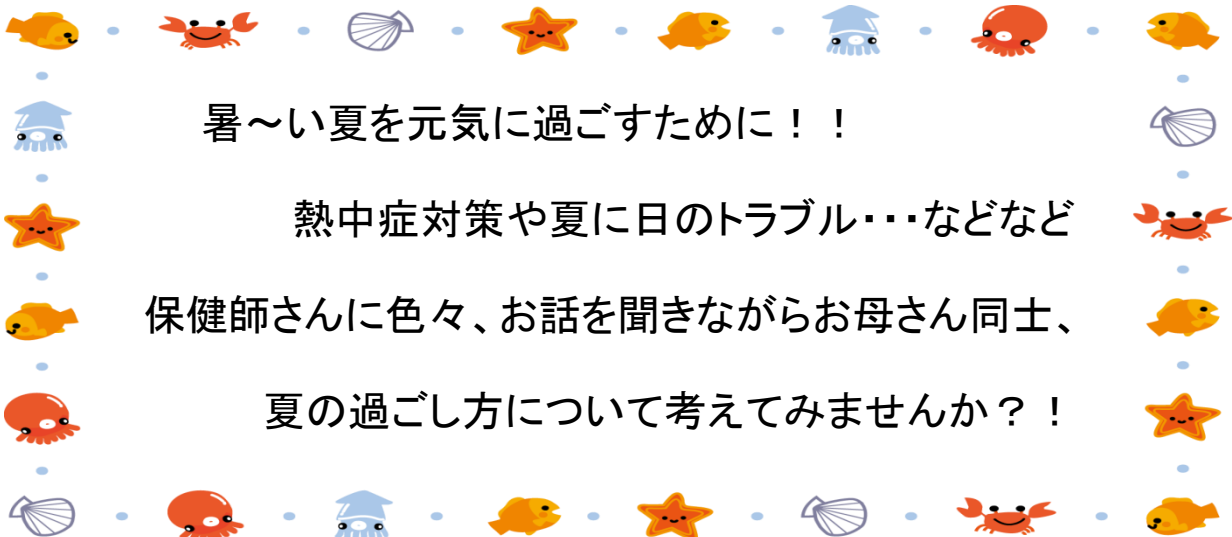 暑～い夏を元気に過ごすために！！
熱中症対策や夏に日のトラブル・・・などなど
保健師さんに色々、お話を聞きながらお母さん同士、
夏の過ごし方について考えてみませんか？！